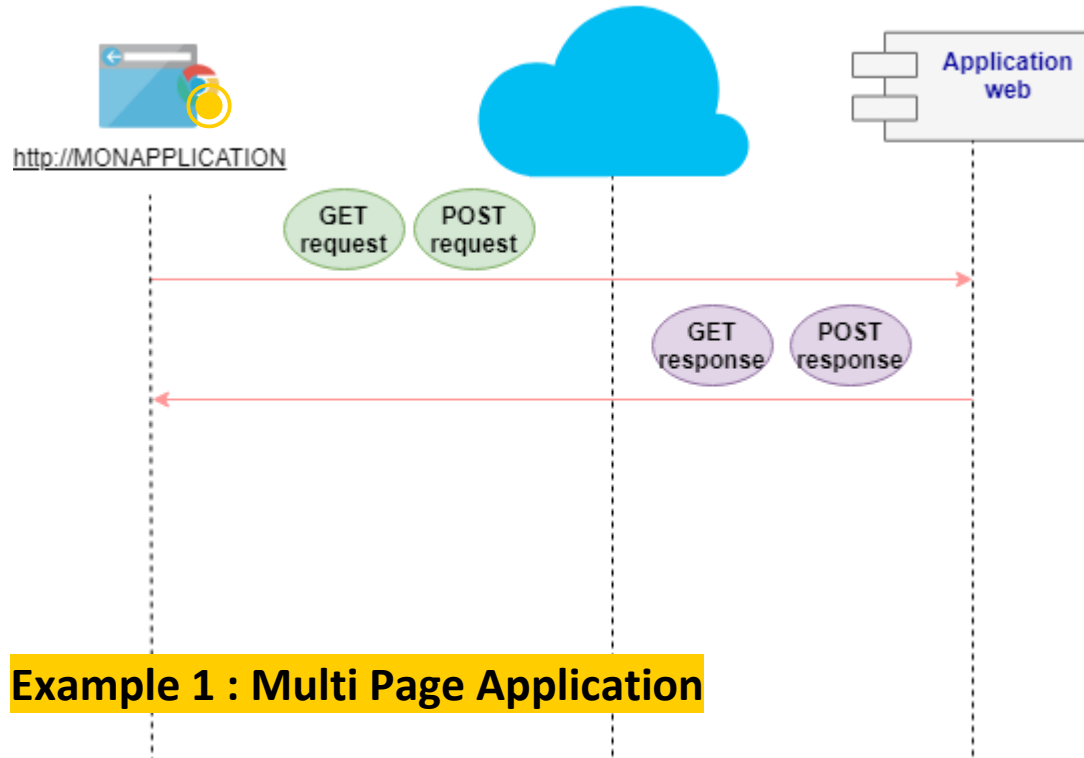 Application
web
http://MONAPPLICATION
GET
request
POST
request
GET
response
POST
response
Example 1 : Multi Page Application